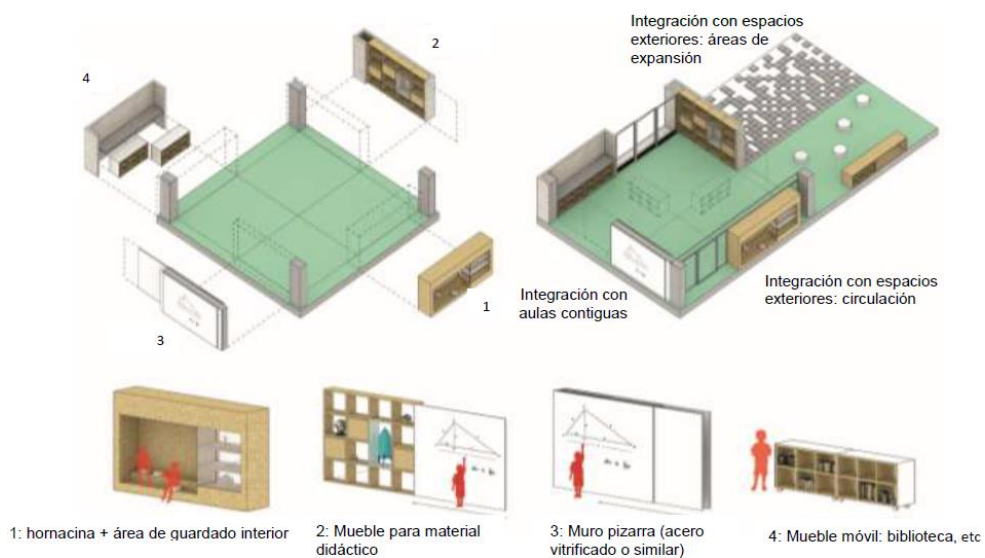 2
4
3
1
Integración con espacios
exteriores: áreas de
expansión
Integración con
aulas contiguas
Integración con espacios
exteriores: circulación
1: hornacina + área de guardado interior
2: Mueble para material
didáctico
3: Muro pizarra (acero
vitrificado o similar)
4: Mueble móvil: biblioteca, etc